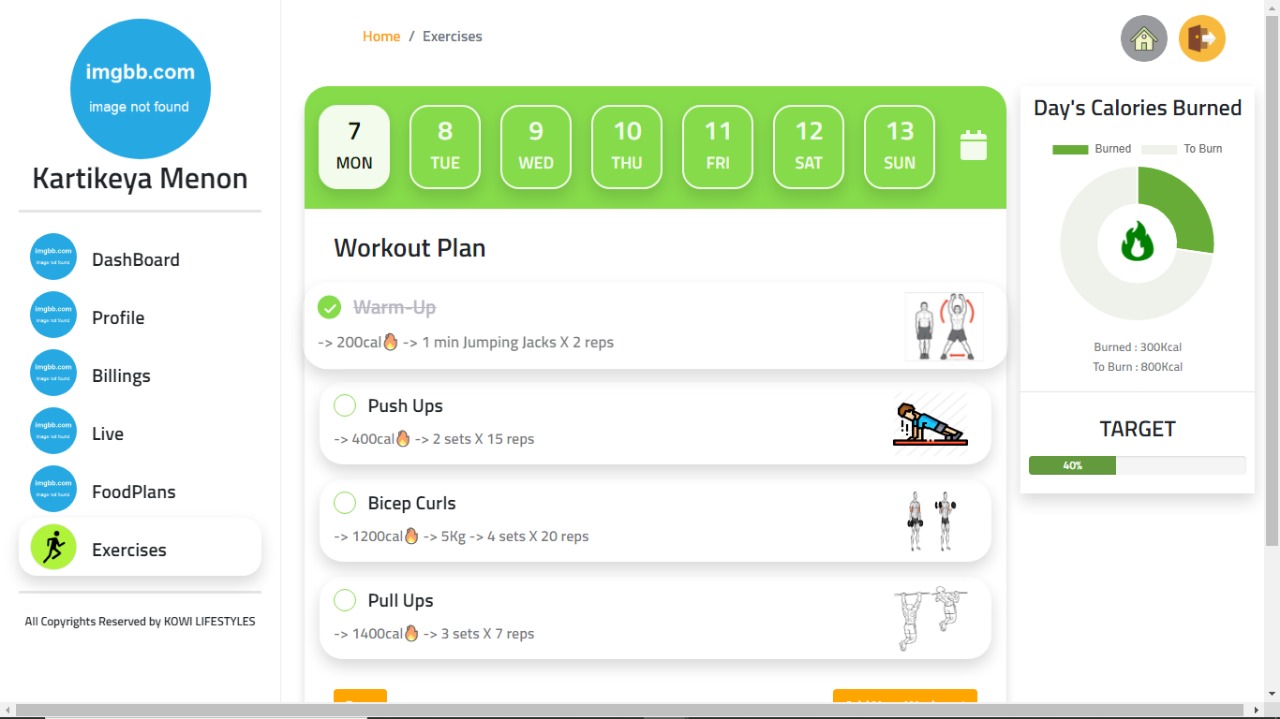 imgbb.com
image not found
Kartikeya Menon
imgbb.com
image not found
DashBoard
imgbb.com
image not found
Profile
imgbb.com
image not found
Billings
imgbb.com
image not found
Live
imgbb.com
image not found
FoodPlans
Exercises
All Copyrights Reserved by KOWI LIFESTYLES
Home / Exercises
7 8 9 10 11 12 13
MON TUE WED THU FRI SAT SUN
Workout Plan
Warm-Up
-> 200cal🔥 -> 1 min Jumping Jacks X 2 reps
Push Ups
-> 400cal🔥 -> 2 sets X 15 reps
Bicep Curls
-> 1200cal🔥 -> 5Kg -> 4 sets X 20 reps
Pull Ups
-> 1400cal🔥 -> 3 sets X 7 reps
Day's Calories Burned
Burned To Burn
Burned : 300Kcal
To Burn : 800Kcal
TARGET
40%